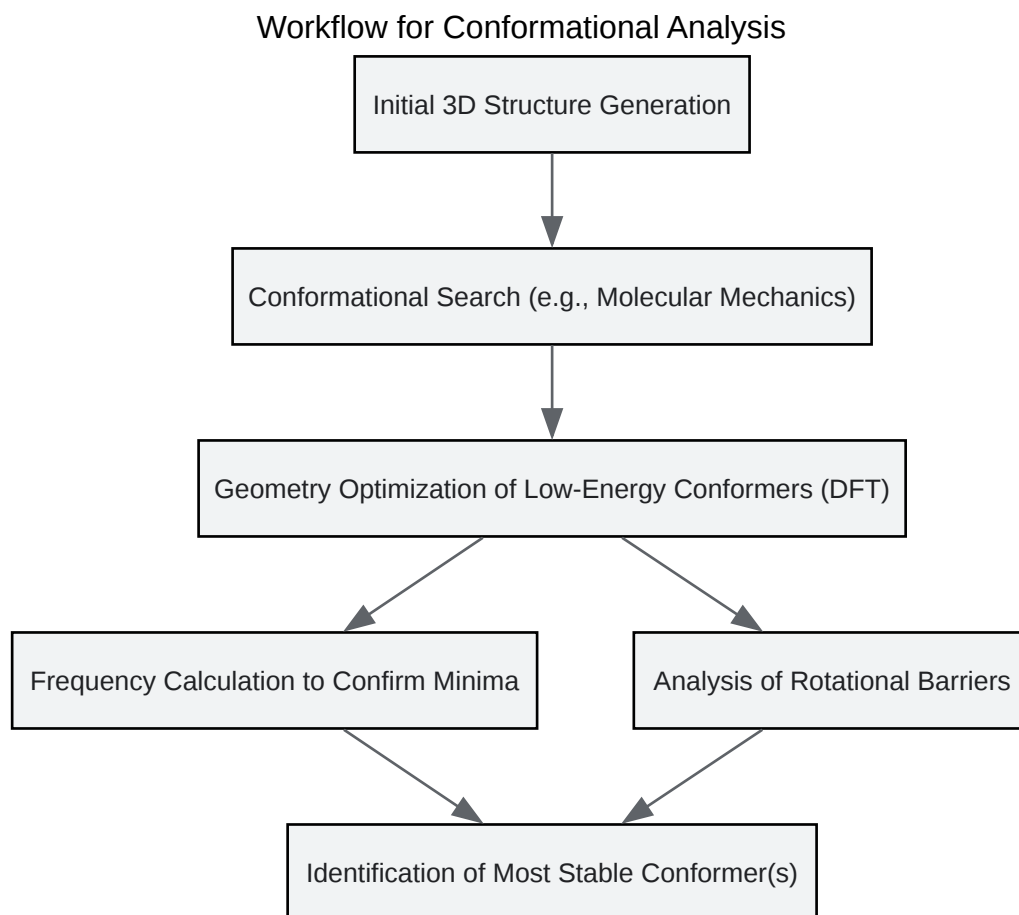 Workflow for Conformational Analysis
Initial 3D Structure Generation
Conformational Search (e.g., Molecular Mechanics)
Geometry Optimization of Low-Energy Conformers (DFT)
Frequency Calculation to Confirm Minima
Analysis of Rotational Barriers
Identification of Most Stable Conformer(s)